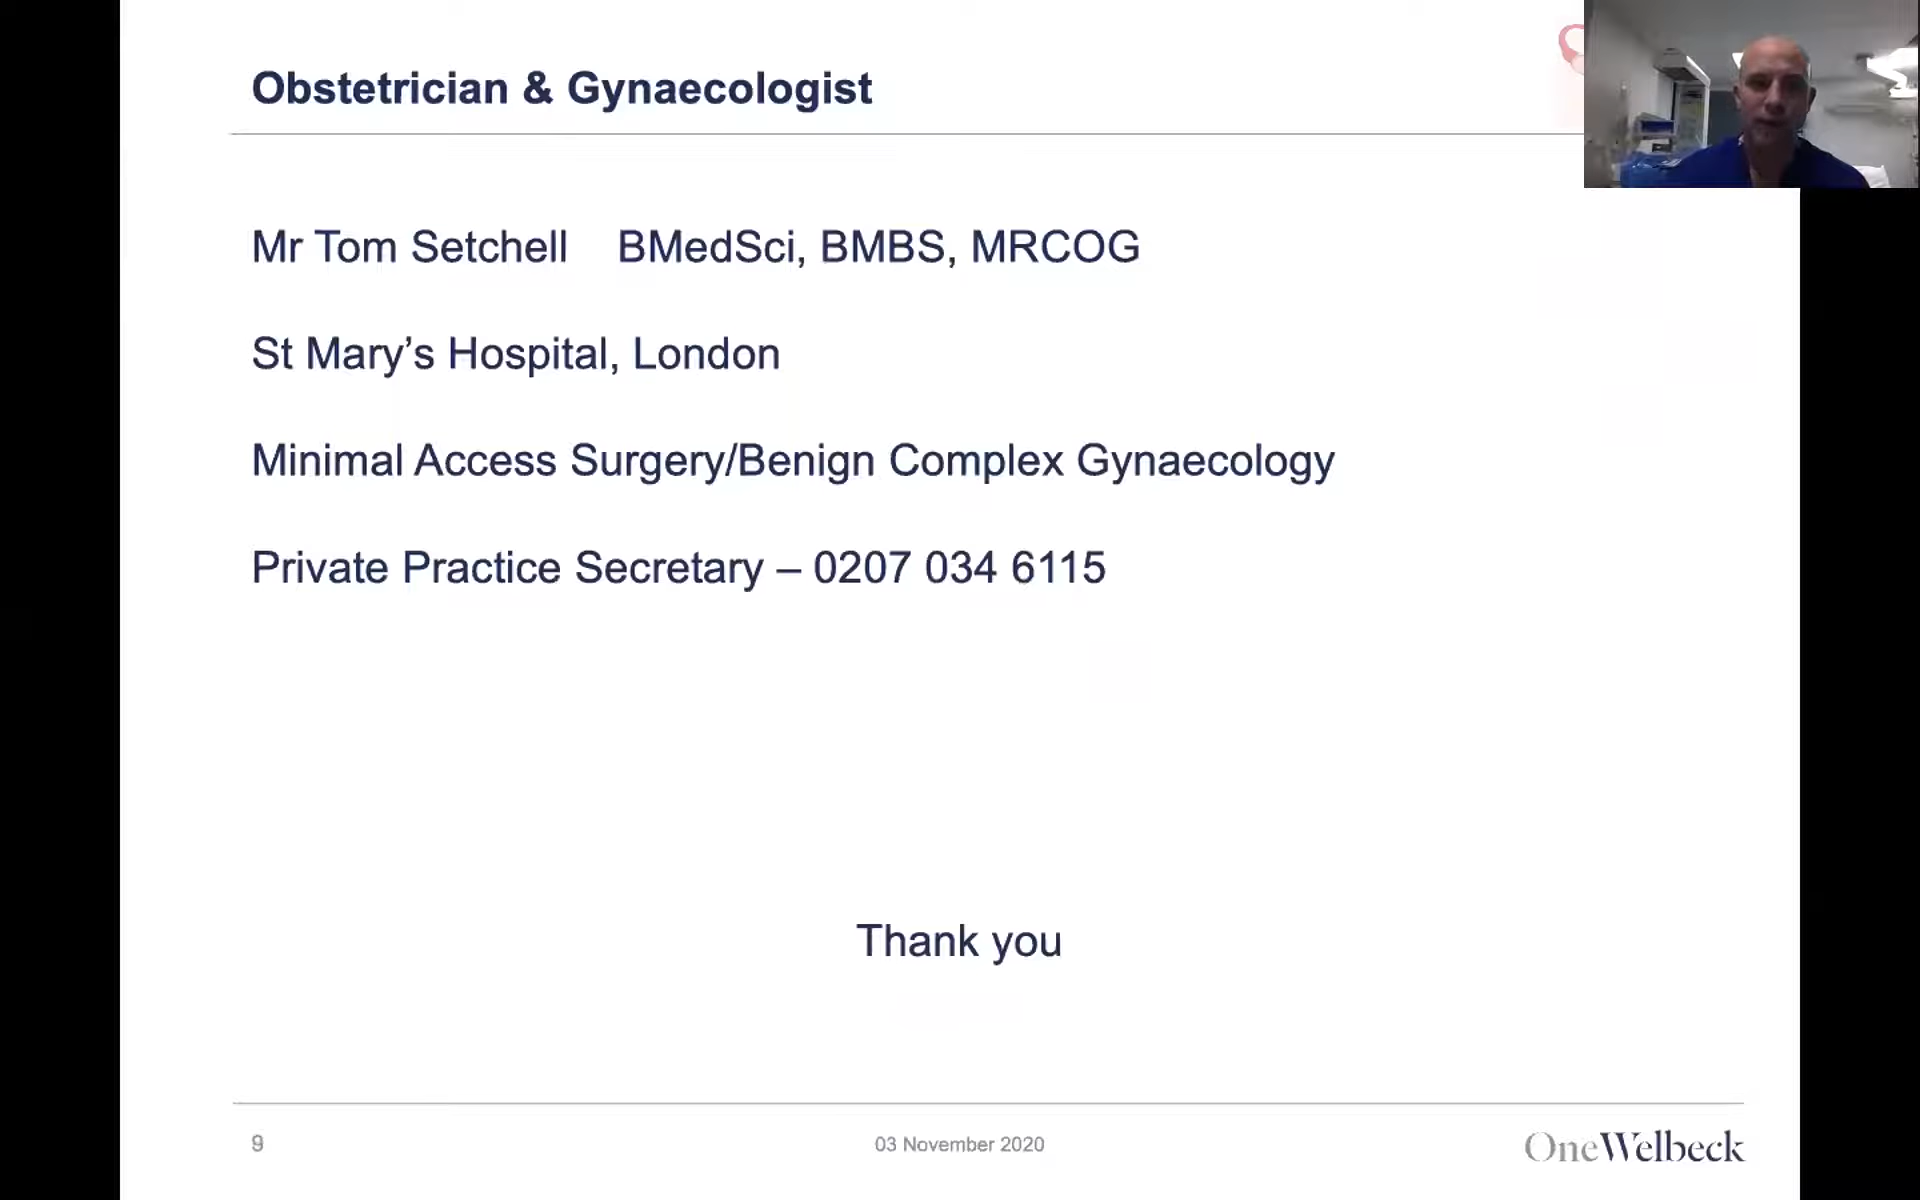 Obstetrician & Gynaecologist
Mr Tom Setchell BMedSci, BMBS, MRCOG
St Mary’s Hospital, London
Minimal Access Surgery/Benign Complex Gynaecology
Private Practice Secretary – 0207 034 6115
Thank you
9
03 November 2020
OneWelbeck